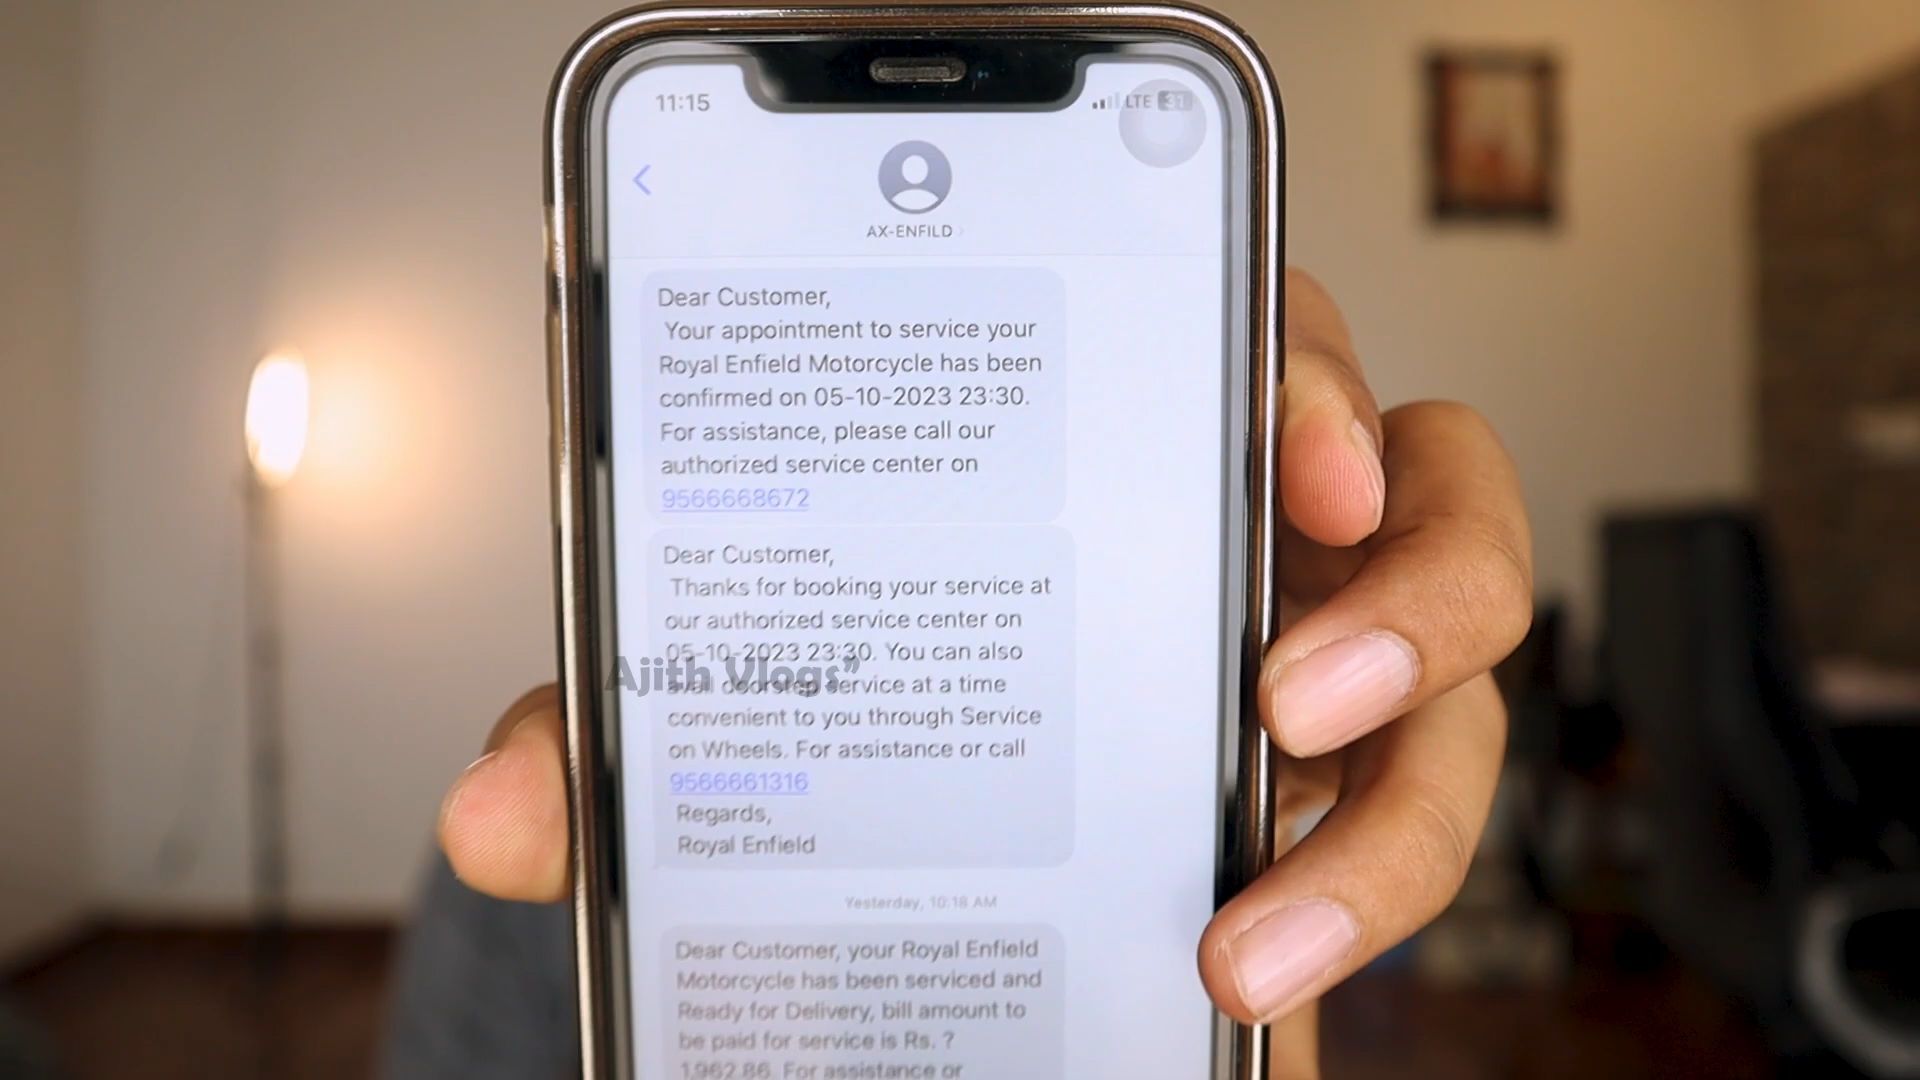 11:15
LTE 31
AX-ENFILD
Dear Customer,
Your appointment to service your
Royal Enfield Motorcycle has been
confirmed on 05-10-2023 23:30.
For assistance, please call our
authorized service center on
9566668672
Dear Customer,
Thanks for booking your service at
our authorized service center on
05-10-2023 23:30. You can also
avail doorstep service at a time
Ajith Vlogs”
convenient to you through Service
on Wheels. For assistance or call
9566661316
Regards,
Royal Enfield
Yesterday, 10:18 AM
Dear Customer, your Royal Enfield
Motorcycle has been serviced and
Ready for Delivery, bill amount to
be paid for service is Rs. ?
1,962.86. For assistance or